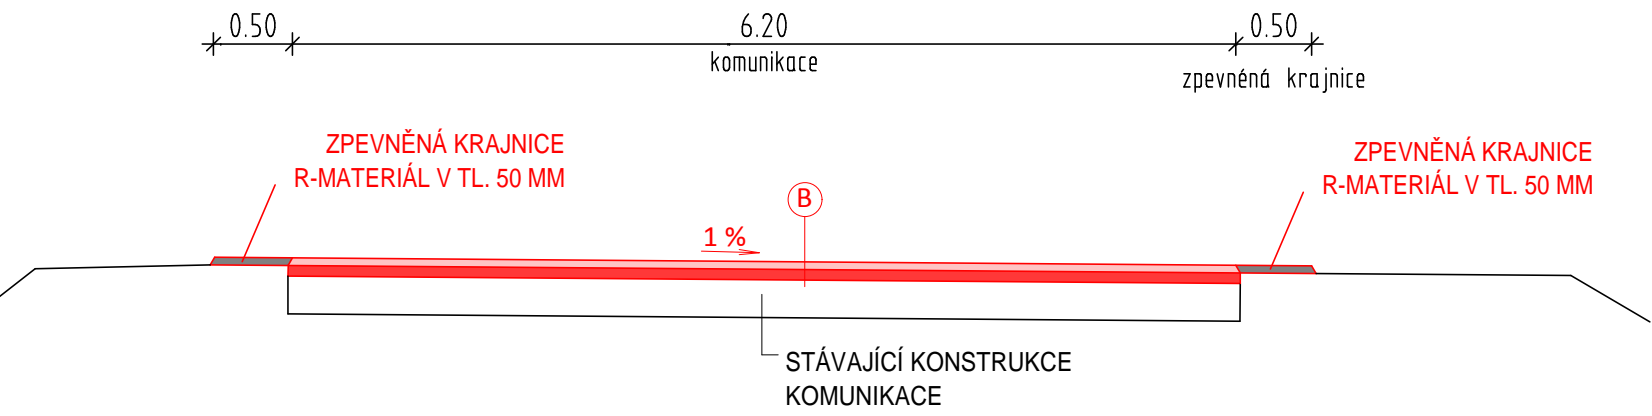 0.50
6.20
0.50
komunikace
zpevněná krajnice
ZPEVNĚNÁ KRAJNICE
R-MATERIÁL V TL. 50 MM
ZPEVNĚNÁ KRAJNICE
R-MATERIÁL V TL. 50 MM
B
1 %
STÁVAJÍCÍ KONSTRUKCE
KOMUNIKACE